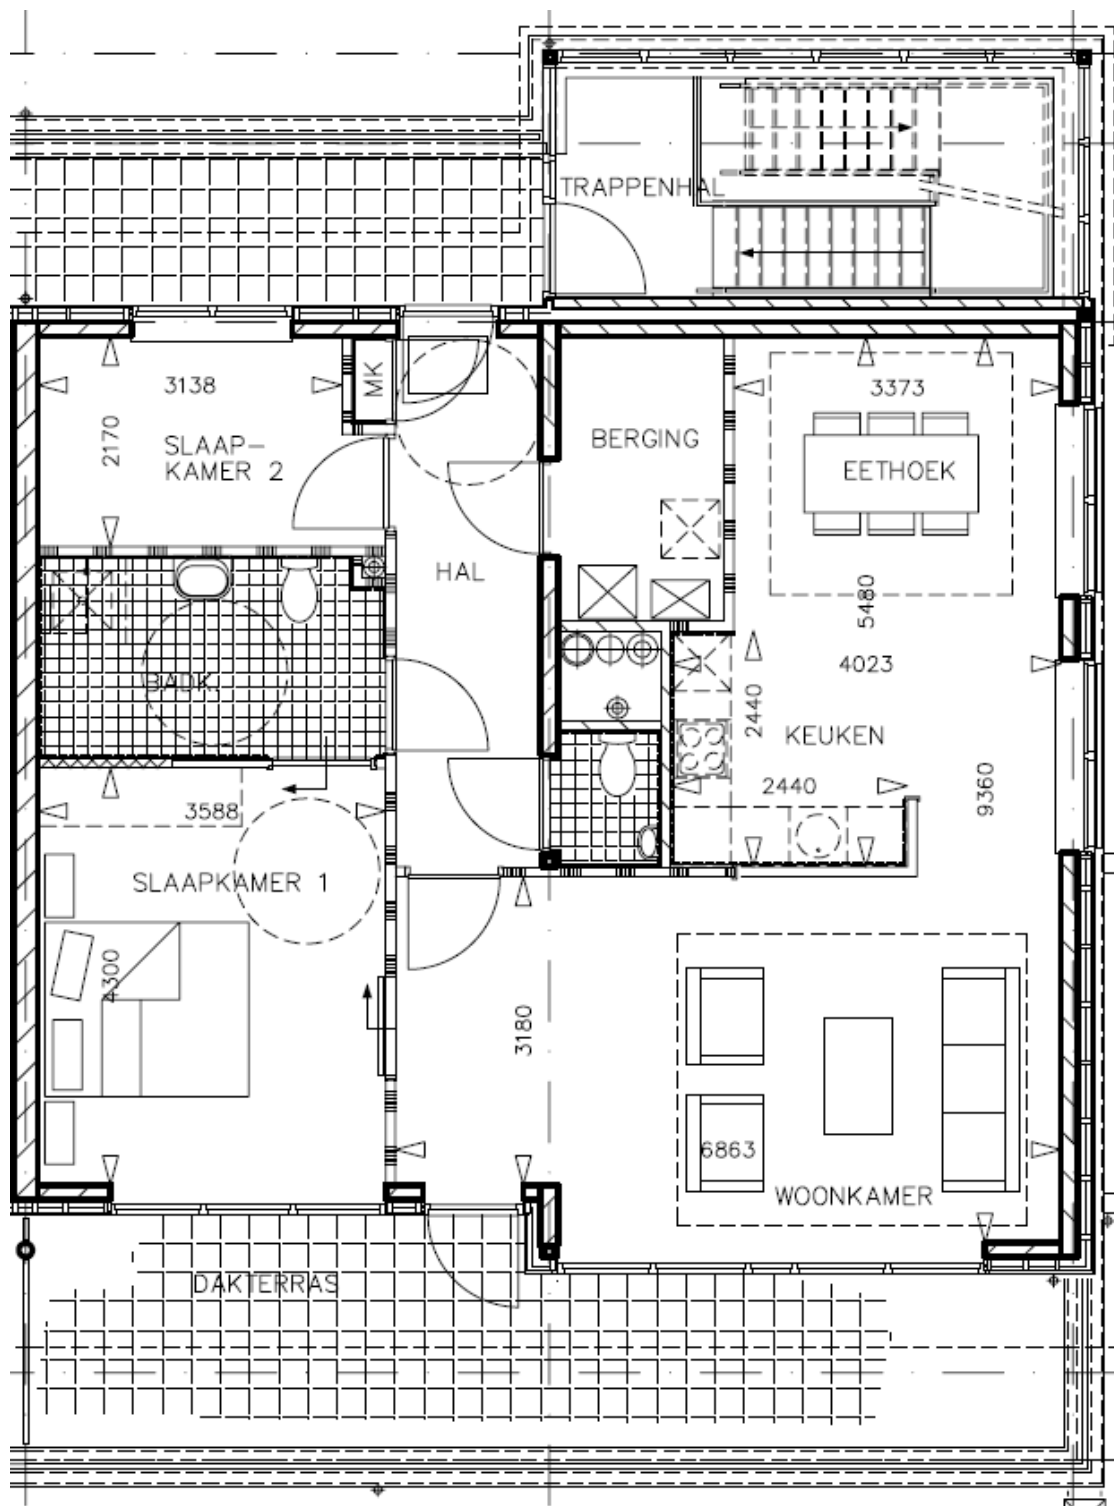 TRAPPENHAL
3138
MK
3373
2170
SLAAP-
KAMER 2
BERGING
EETHOEK
HAL
5480
4023
BADK.
2440
KEUKEN
2440
9360
3588
SLAAPKAMER 1
4300
3180
6863
WOONKAMER
DAKTERRAS